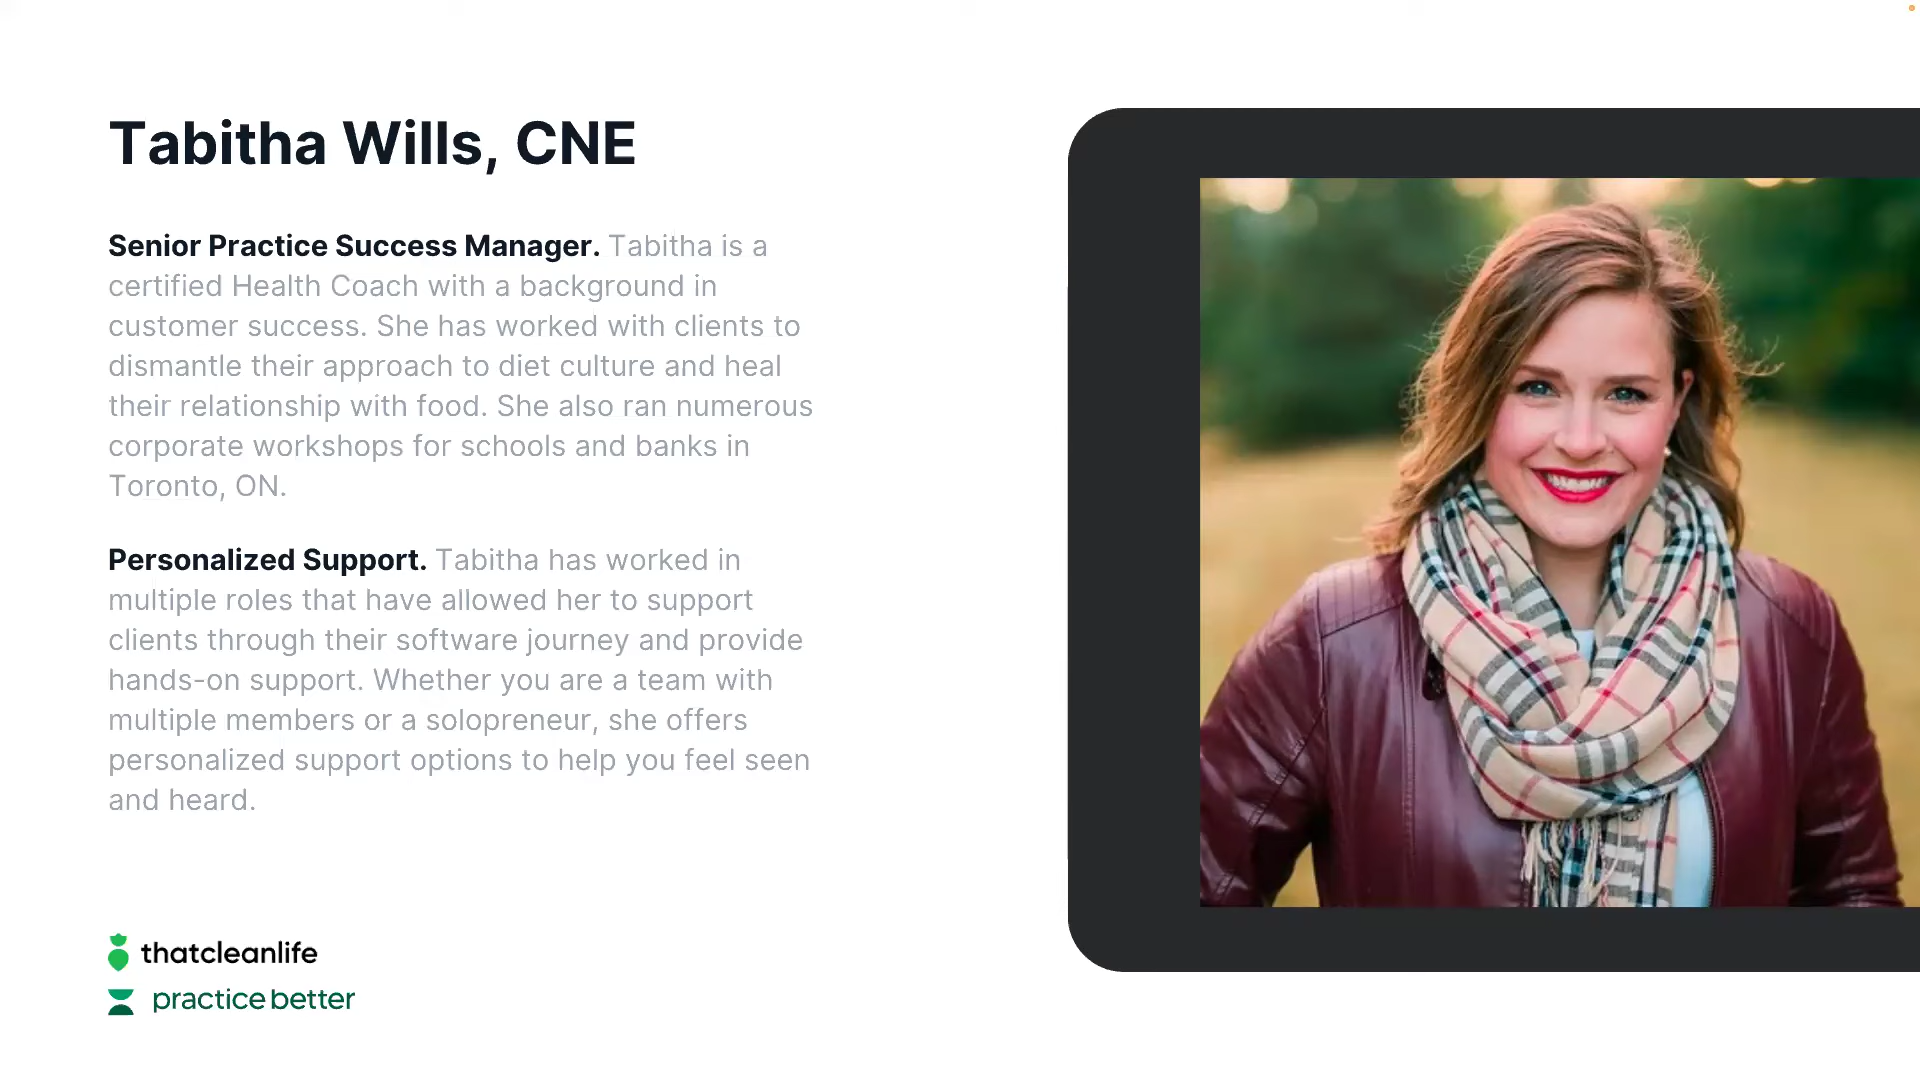 Tabitha Wills, CNE
Senior Practice Success Manager. Tabitha is a
certified Health Coach with a background in
customer success. She has worked with clients to
dismantle their approach to diet culture and heal
their relationship with food. She also ran numerous
corporate workshops for schools and banks in
Toronto, ON.
Personalized Support. Tabitha has worked in
multiple roles that have allowed her to support
clients through their software journey and provide
hands-on support. Whether you are a team with
multiple members or a solopreneur, she offers
personalized support options to help you feel seen
and heard.
thatcleanlife
practice better